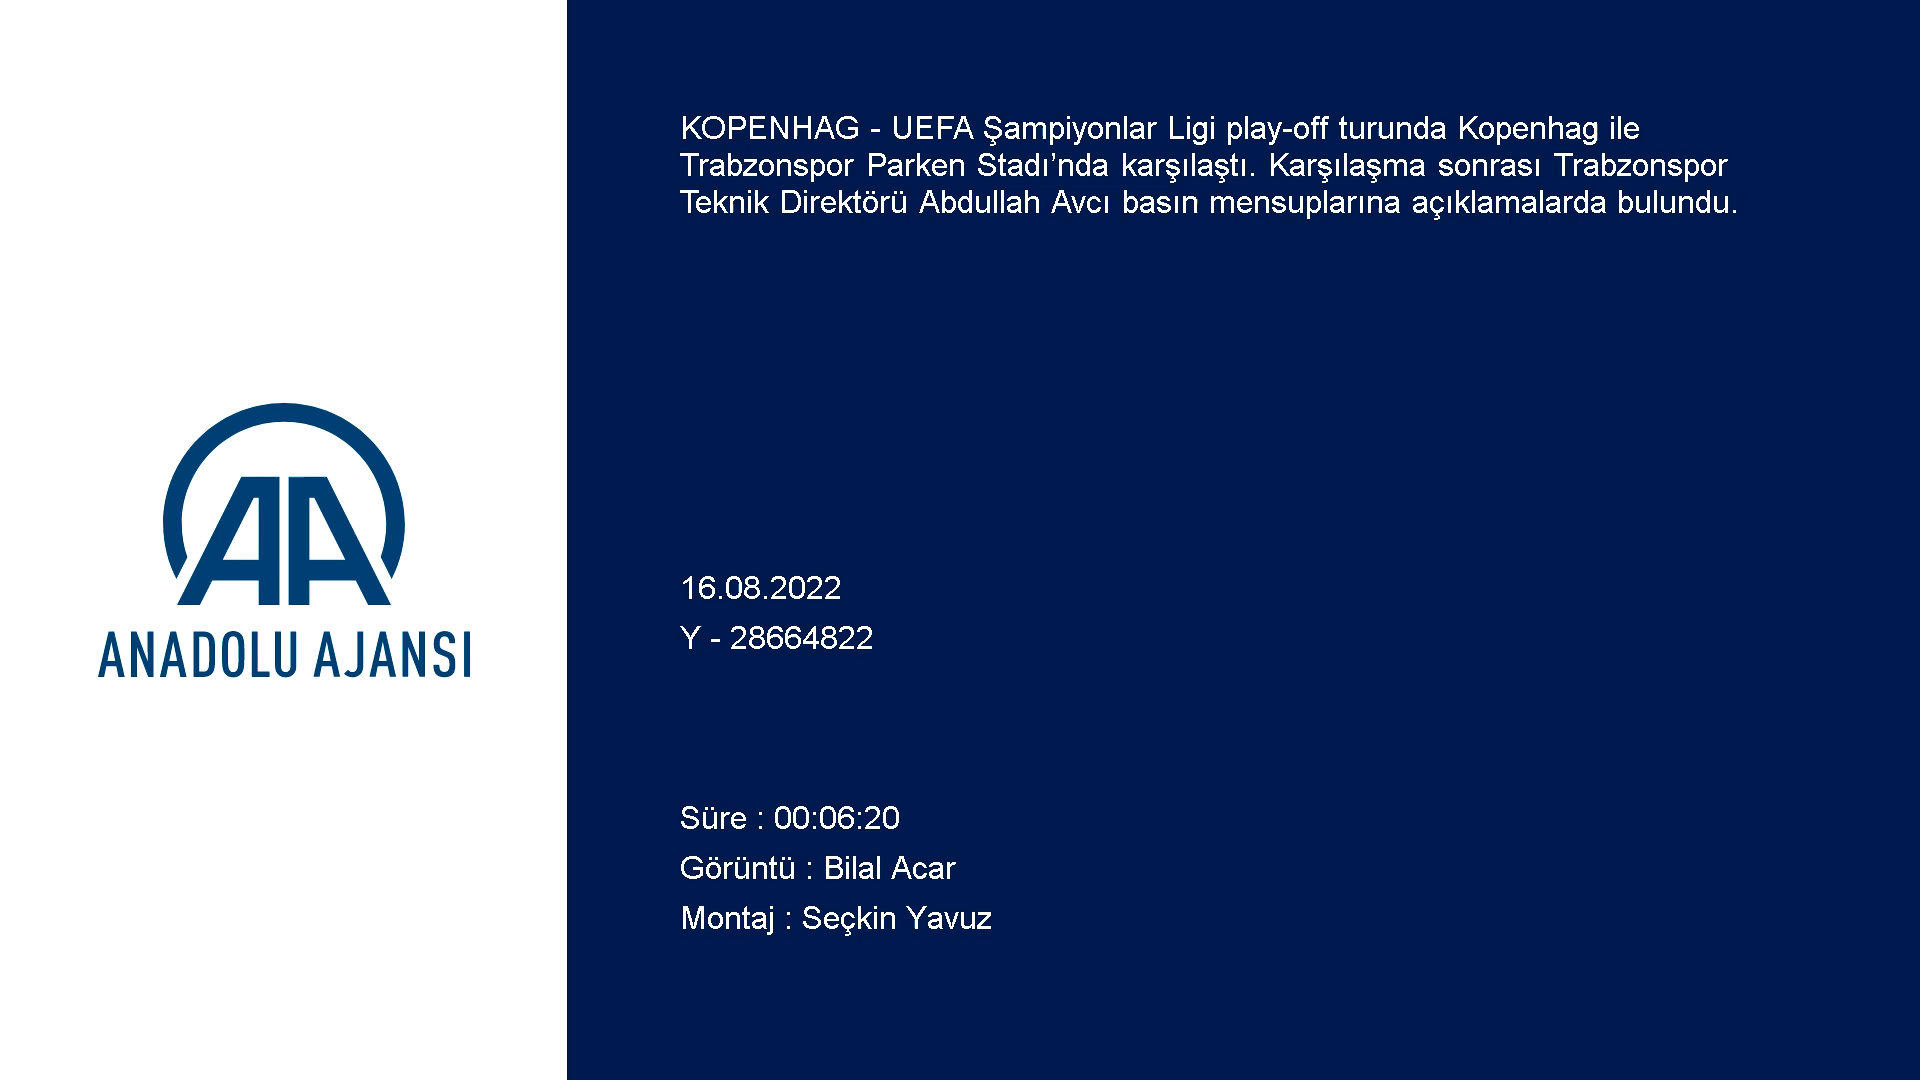 KOPENHAG - UEFA Şampiyonlar Ligi play-off turunda Kopenhag ile
Trabzonspor Parken Stadı’nda karşılaştı. Karşılaşma sonrası Trabzonspor
Teknik Direktörü Abdullah Avcı basın mensuplarına açıklamalarda bulundu.
AA
ANADOLU AJANSI
16.08.2022
Y - 28664822
Süre : 00:06:20
Görüntü : Bilal Acar
Montaj : Seçkin Yavuz